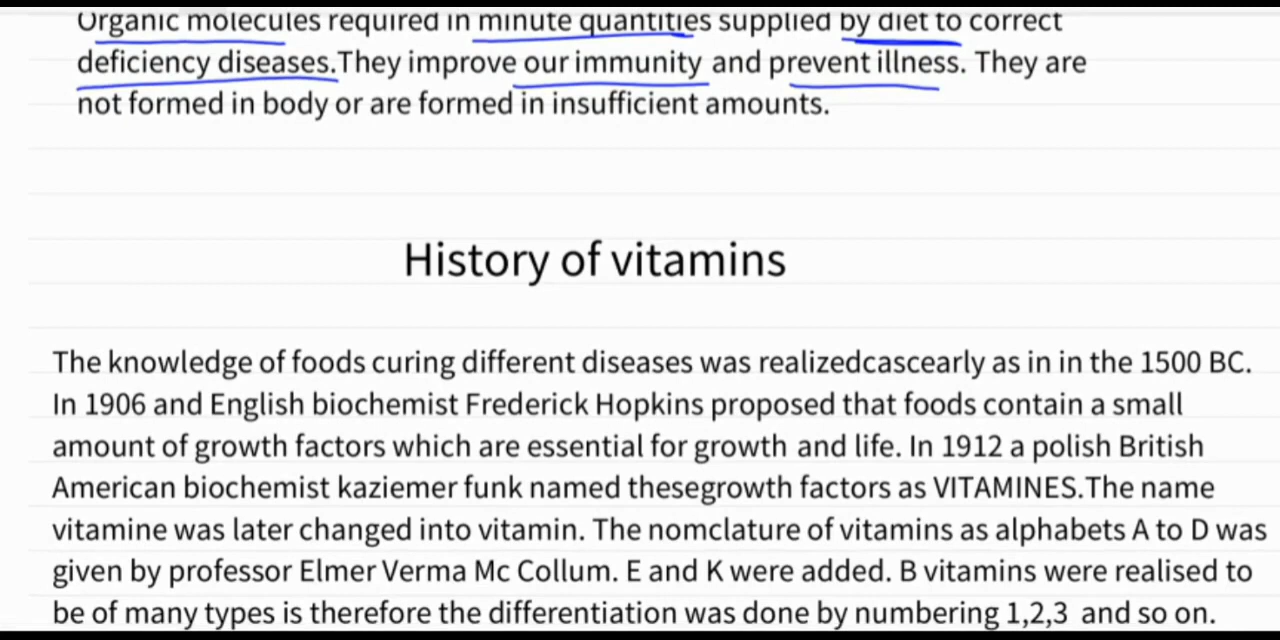 Organic molecules required in minute quantities supplied by diet to correct
deficiency diseases.They improve our immunity and prevent illness. They are
not formed in body or are formed in insufficient amounts.
History of vitamins
The knowledge of foods curing different diseases was realizedcascearly as in in the 1500 BC.
In 1906 and English biochemist Frederick Hopkins proposed that foods contain a small
amount of growth factors which are essential for growth and life. In 1912 a polish British
American biochemist kaziemer funk named thesegrowth factors as VITAMINES.The name
vitamine was later changed into vitamin. The nomclature of vitamins as alphabets A to D was
given by professor Elmer Verma Mc Collum. E and K were added. B vitamins were realised to
be of many types is therefore the differentiation was done by numbering 1,2,3 and so on.